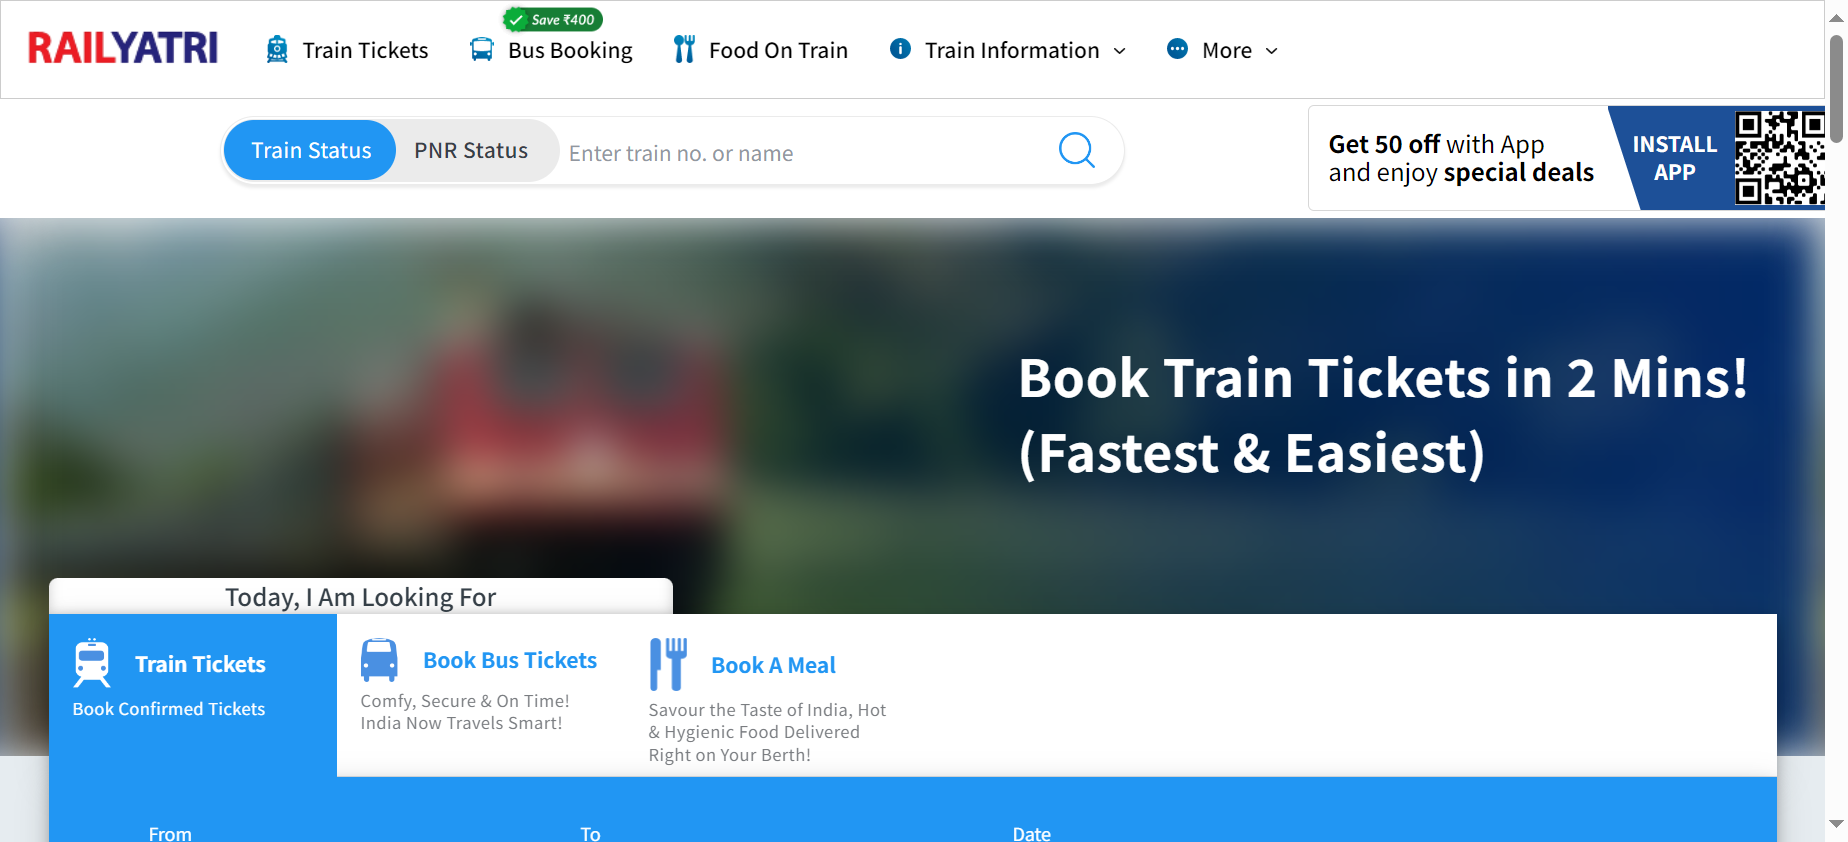 Save ₹400
RAILYATRI
Train Tickets
Bus Booking
Food On Train
Train Information
More
Train Status
PNR Status
Enter train no. or name
Get 50 off with App
and enjoy special deals
INSTALL
APP
Book Train Tickets in 2 Mins!
(Fastest & Easiest)
Today, I Am Looking For
Train Tickets
Book Confirmed Tickets
Book Bus Tickets
Comfy, Secure & On Time!
India Now Travels Smart!
Book A Meal
Savour the Taste of India, Hot
& Hygienic Food Delivered
Right on Your Berth!
From
To
Date